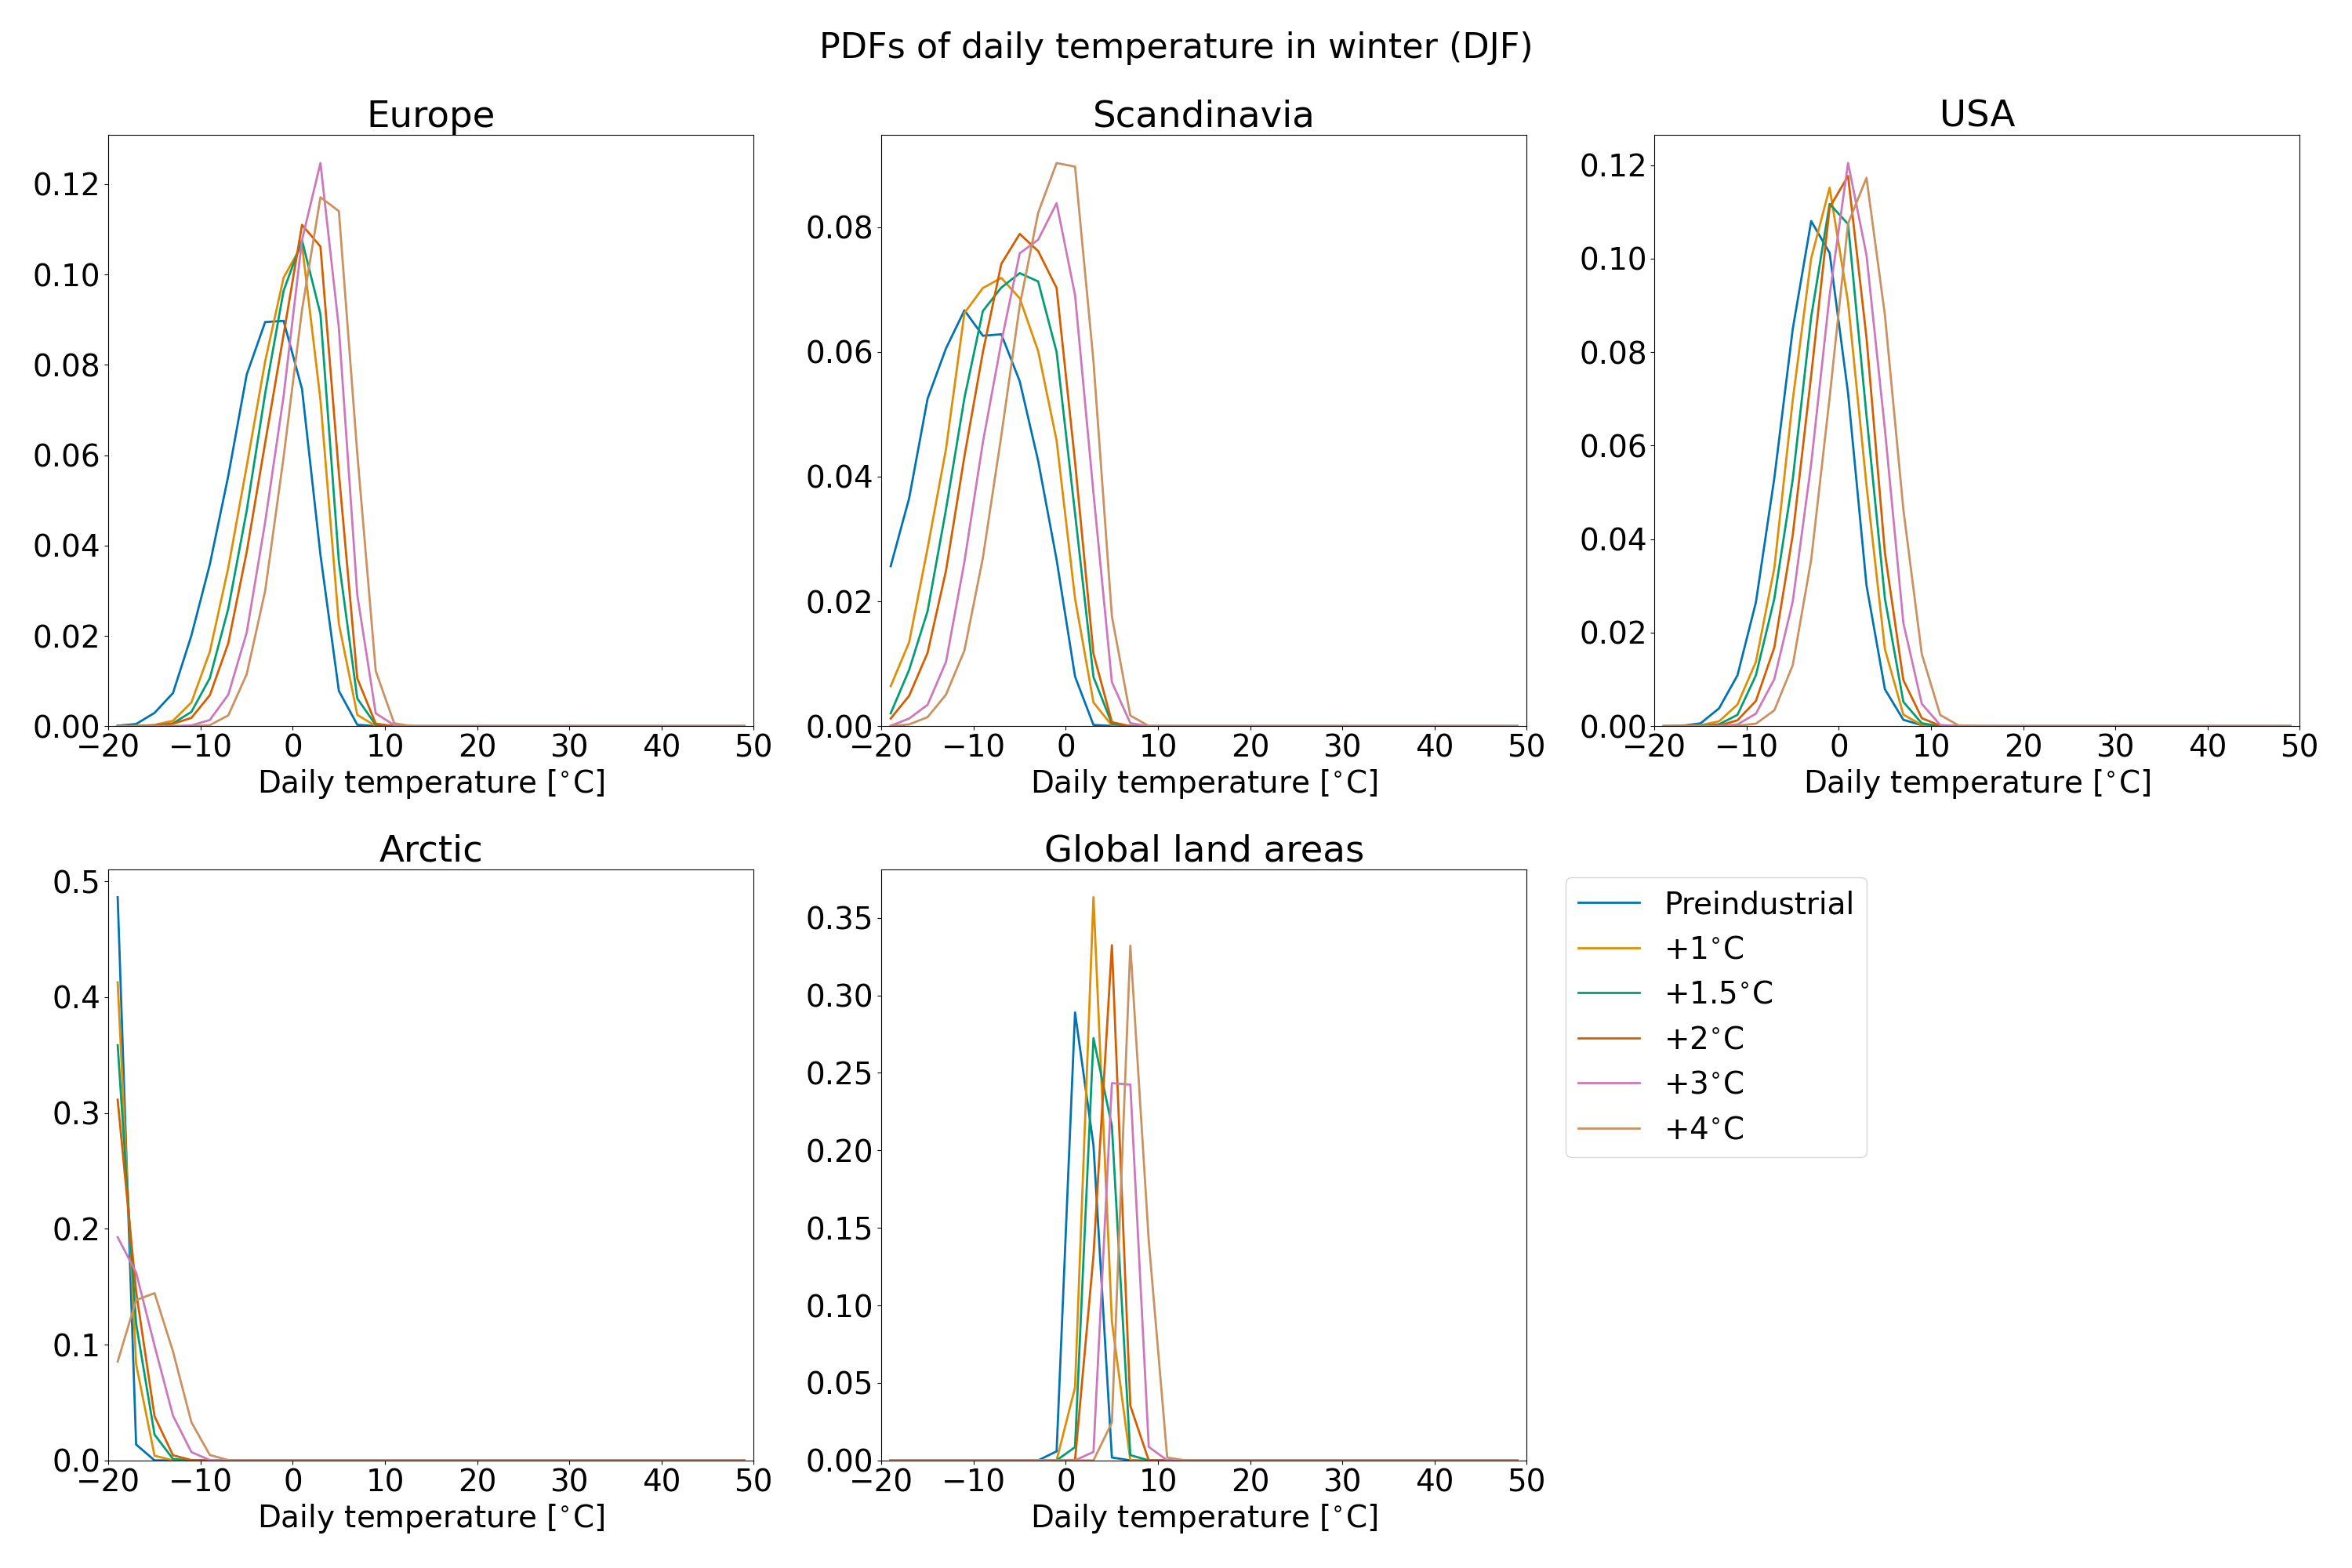 PDFs of daily temperature in winter (DJF)
Europe
0.12
0.10
0.08
0.06
0.04
0.02
0.00
−20 −10 0 10 20 30 40 50
Daily temperature [°C]
Scandinavia
0.08
0.06
0.04
0.02
0.00
−20 −10 0 10 20 30 40 50
Daily temperature [°C]
USA
0.12
0.10
0.08
0.06
0.04
0.02
0.00
−20 −10 0 10 20 30 40 50
Daily temperature [°C]
Arctic
0.5
0.4
0.3
0.2
0.1
0.0
−20 −10 0 10 20 30 40 50
Daily temperature [°C]
Global land areas
0.35
0.30
0.25
0.20
0.15
0.10
0.05
0.00
−20 −10 0 10 20 30 40 50
Daily temperature [°C]
Preindustrial
+1°C
+1.5°C
+2°C
+3°C
+4°C